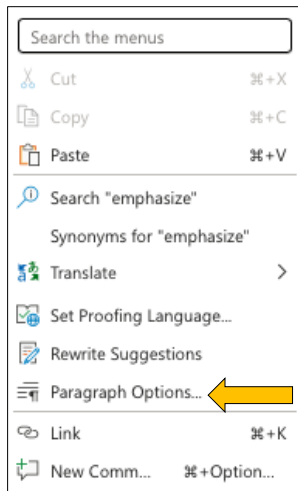 Search the menus
Cut ⌘+X
Copy ⌘+C
Paste ⌘+V
Search "emphasize"
Synonyms for "emphasize"
Translate
Set Proofing Language...
Rewrite Suggestions
Paragraph Options...
Link ⌘+K
New Comm... ⌘+Option...